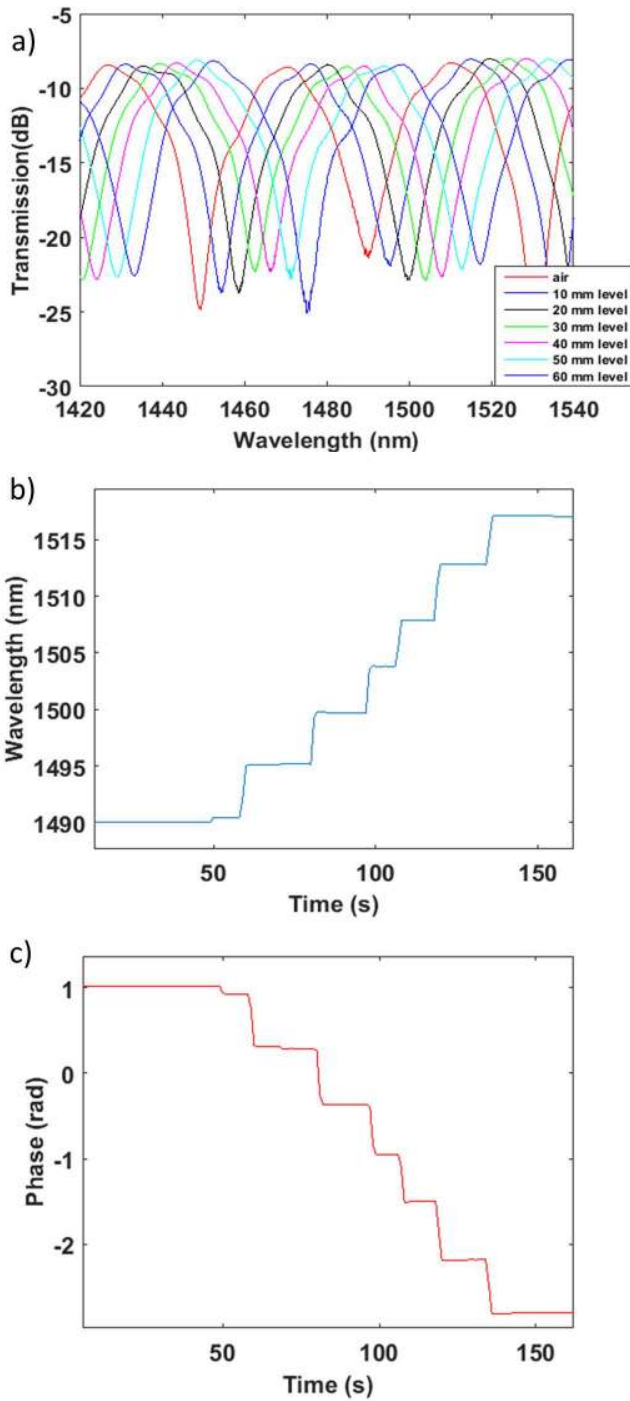 a)
-5
-10
-15
-20
-25
-30
Transmission(dB)
air
10 mm level
20 mm level
30 mm level
40 mm level
50 mm level
60 mm level
1420 1440 1460 1480 1500 1520 1540
Wavelength (nm)
b)
1515
1510
1505
1500
1495
1490
Wavelength (nm)
50 100 150
Time (s)
c)
1
0
-1
-2
Phase (rad)
50 100 150
Time (s)